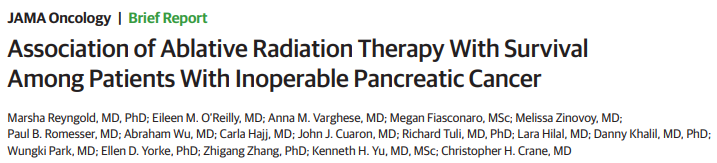 JAMA Oncology | Brief Report
Association of Ablative Radiation Therapy With Survival
Among Patients With Inoperable Pancreatic Cancer
Marsha Reyngold, MD, PhD; Eileen M. O'Reilly, MD; Anna M. Varghese, MD; Megan Fiasconaro, MSc; Melissa Zinovoy, MD;
Paul B. Romesser, MD; Abraham Wu, MD; Carla Hajj, MD; John J. Cuaron, MD; Richard Tuli, MD, PhD; Lara Hilal, MD; Danny Khalil, MD, PhD;
Wungki Park, MD; Ellen D. Yorke, PhD; Zhigang Zhang, PhD; Kenneth H. Yu, MD, MSc; Christopher H. Crane, MD